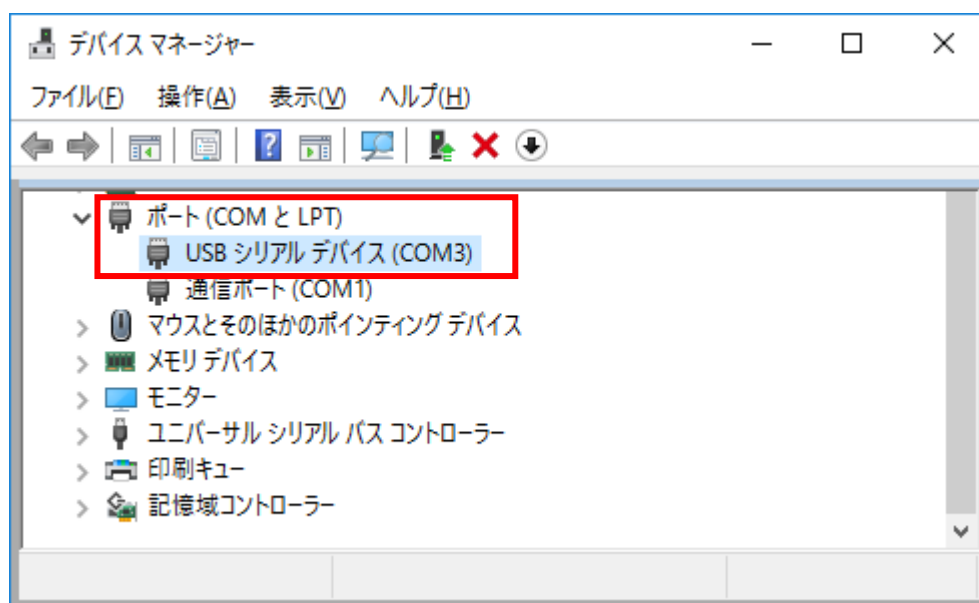 デバイス マネージャー
ファイル(F) 操作(A) 表示(V) ヘルプ(H)
ポート (COM と LPT)
USB シリアル デバイス (COM3)
通信ポート (COM1)
マウスとそのほかのポインティング デバイス
メモリ デバイス
モニター
ユニバーサル シリアル バス コントローラー
印刷キュー
記憶域コントローラー